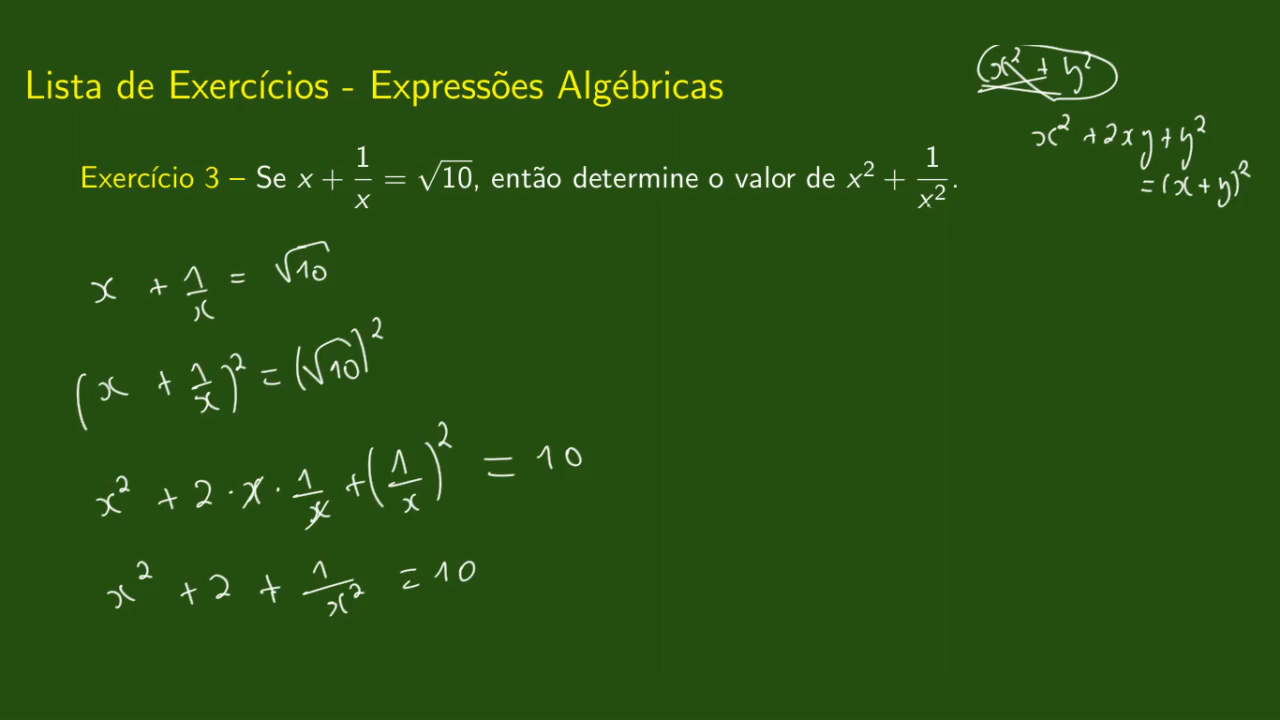 Lista de Exercícios - Expressões Algébricas
x² + y²
x² + 2xy + y²
= (x + y)²
Exercício 3 – Se x + 1/x = √10, então determine o valor de x² + 1/x².
x + 1/x = √10
(x + 1/x)² = (√10)²
x² + 2 · x · 1/x + (1/x)² = 10
x² + 2 + 1/x² = 10